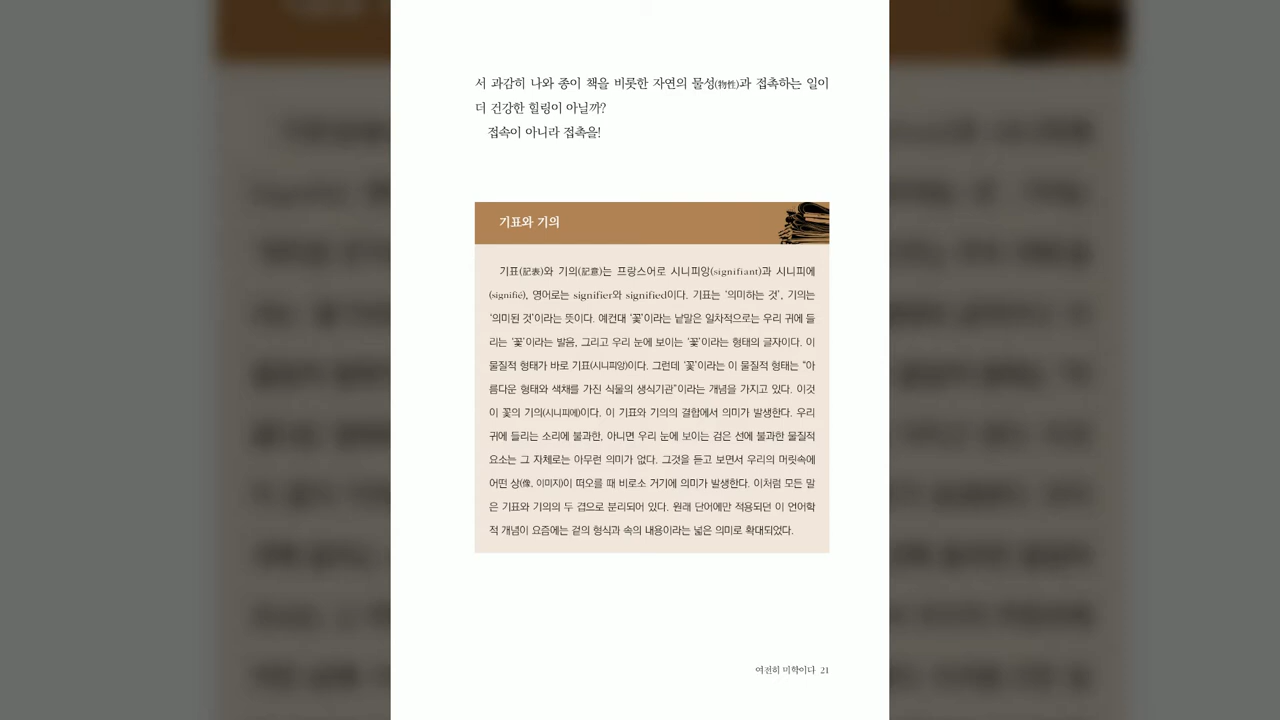 서 과감히 나와 종이 책을 비롯한 자연의 물성(物性)과 접촉하는 일이
더 건강한 힐링이 아닐까?
접속이 아니라 접촉을!
기표와 기의
기표(記表)와 기의(記意)는 프랑스어로 시니피앙(signifiant)과 시니피에
(signifié), 영어로는 signifier와 signified이다. 기표는 '의미하는 것', 기의는
'의미된 것'이라는 뜻이다. 예컨대 '꽃'이라는 낱말은 일차적으로는 우리 귀에 들
리는 '꽃'이라는 발음, 그리고 우리 눈에 보이는 '꽃'이라는 형태의 글자이다. 이
물질적 형태가 바로 기표(시니피앙)이다. 그런데 '꽃'이라는 이 물질적 형태는 "아
름다운 형태와 색채를 가진 식물의 생식기관"이라는 개념을 가지고 있다. 이것
이 꽃의 기의(시니피에)이다. 이 기표와 기의의 결합에서 의미가 발생한다. 우리
귀에 들리는 소리에 불과한, 아니면 우리 눈에 보이는 검은 선에 불과한 물질적
요소는 그 자체로는 아무런 의미가 없다. 그것을 듣고 보면서 우리의 머릿속에
어떤 상(像, 이미지)이 떠오를 때 비로소 거기에 의미가 발생한다. 이처럼 모든 말
은 기표와 기의의 두 겹으로 분리되어 있다. 원래 단어에만 적용되던 이 언어학
적 개념이 요즘에는 겉의 형식과 속의 내용이라는 넓은 의미로 확대되었다.
여전히 미학이다 21